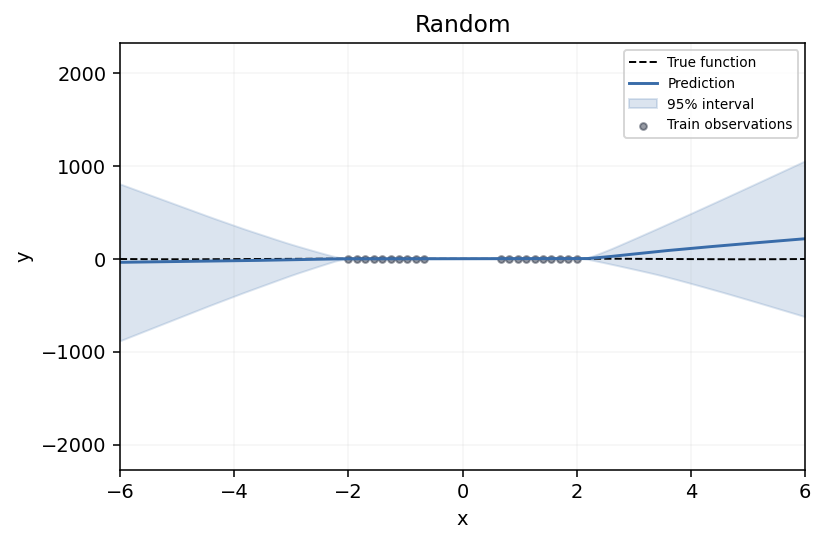 Random
True function
Prediction
95% interval
Train observations
2000
1000
0
−1000
−2000
y
−6
−4
−2
0
2
4
6
x